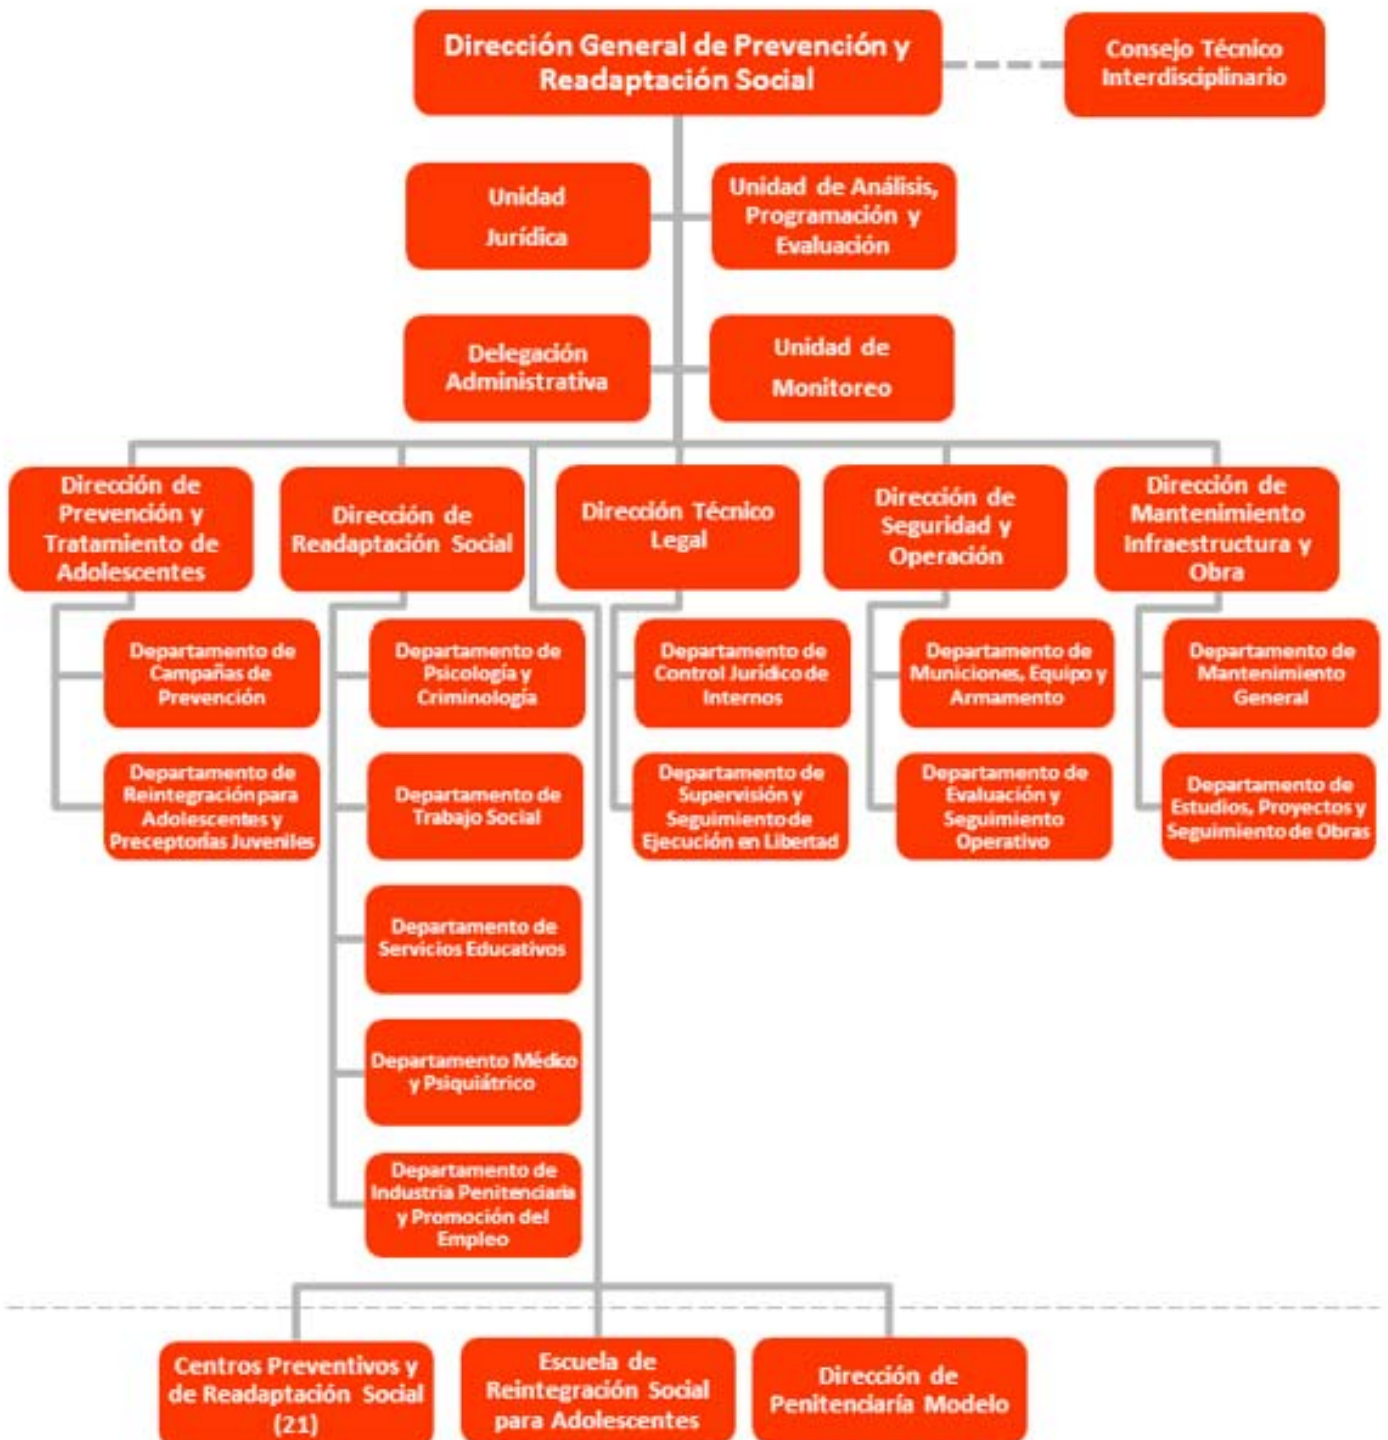 Dirección General de Prevención y
Readaptación Social
Consejo Técnico
Interdisciplinario
Unidad
Jurídica
Unidad de Análisis,
Programación y
Evaluación
Delegación
Administrativa
Unidad de
Monitoreo
Dirección de
Prevención y
Tratamiento de
Adolescentes
Dirección de
Readaptación Social
Dirección Técnico
Legal
Dirección de
Seguridad y
Operación
Dirección de
Mantenimiento
Infraestructura y
Obra
Departamento de
Campañas de
Prevención
Departamento de
Psicología y
Criminología
Departamento de
Control Jurídico de
Internos
Departamento de
Municiones, Equipo y
Armamento
Departamento de
Mantenimiento
General
Departamento de
Reintegración para
Adolescentes y
Preceptorías Juveniles
Departamento de
Trabajo Social
Departamento de
Supervisión y
Seguimiento de
Ejecución en Libertad
Departamento de
Evaluación y
Seguimiento
Operativo
Departamento de
Estudios, Proyectos y
Seguimiento de Obras
Departamento de
Servicios Educativos
Departamento Médico
y Psiquiátrico
Departamento de
Industria Penitenciaria
y Promoción del
Empleo
Centros Preventivos y
de Readaptación Social
(21)
Escuela de
Reintegración Social
para Adolescentes
Dirección de
Penitenciaría Modelo